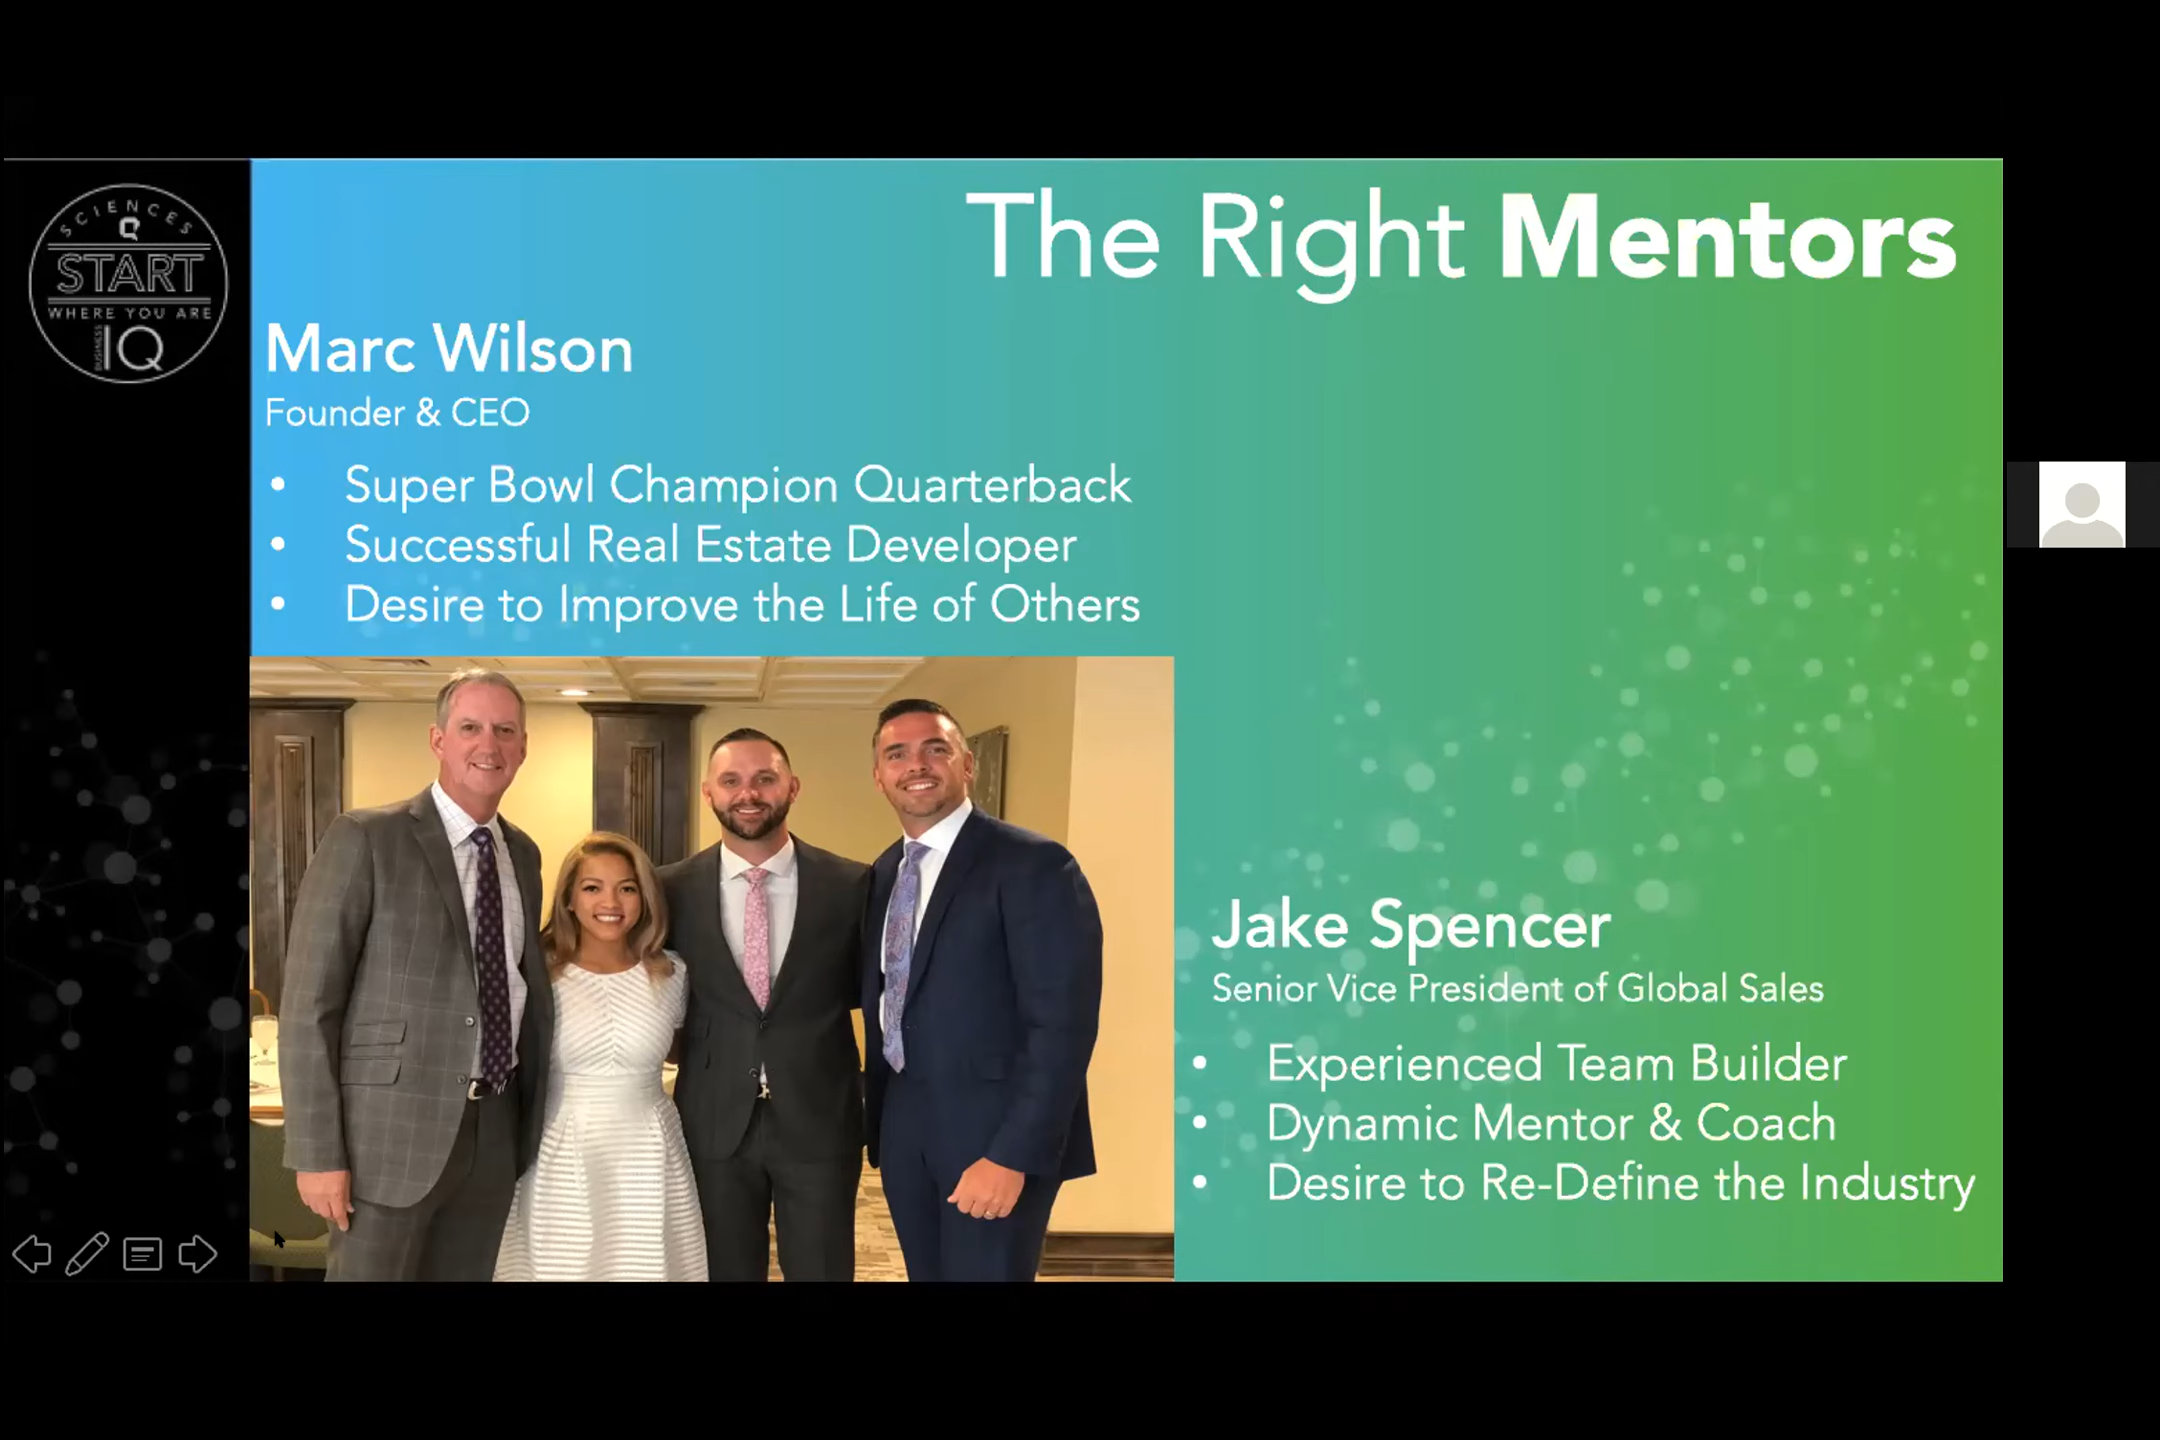 SCIENCES
Q
START
WHERE YOU ARE
BUSINESS
IQ
The Right Mentors
Marc Wilson
Founder & CEO
• Super Bowl Champion Quarterback
• Successful Real Estate Developer
• Desire to Improve the Life of Others
Jake Spencer
Senior Vice President of Global Sales
• Experienced Team Builder
• Dynamic Mentor & Coach
• Desire to Re-Define the Industry